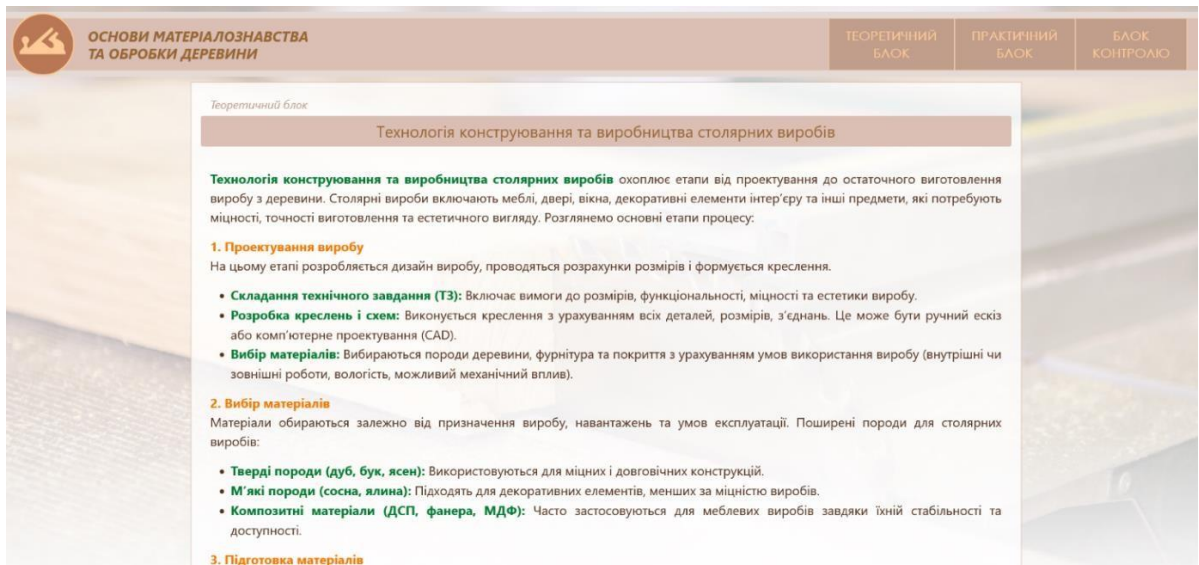 ОСНОВИ МАТЕРІАЛОЗНАВСТВА
ТА ОБРОБКИ ДЕРЕВИНИ
ТЕОРЕТИЧНИЙ
БЛОК
ПРАКТИЧНИЙ
БЛОК
БЛОК
КОНТРОЛЮ
Теоретичний блок
Технологія конструювання та виробництва столярних виробів
Технологія конструювання та виробництва столярних виробів охоплює етапи від проектування до остаточного виготовлення
виробу з деревини. Столярні вироби включають меблі, двері, вікна, декоративні елементи інтер’єру та інші предмети, які потребують
міцності, точності виготовлення та естетичного вигляду. Розглянемо основні етапи процесу:
1. Проектування виробу
На цьому етапі розробляється дизайн виробу, проводяться розрахунки розмірів і формується креслення.
• Складання технічного завдання (ТЗ): Включає вимоги до розмірів, функціональності, міцності та естетики виробу.
• Розробка креслень і схем: Виконується креслення з урахуванням всіх деталей, розмірів, з’єднань. Це може бути ручний ескіз
або комп’ютерне проектування (CAD).
• Вибір матеріалів: Вибираються породи деревини, фурнітура та покриття з урахуванням умов використання виробу (внутрішні чи
зовнішні роботи, вологість, можливий механічний вплив).
2. Вибір матеріалів
Матеріали обираються залежно від призначення виробу, навантажень та умов експлуатації. Поширені породи для столярних
виробів:
• Тверді породи (дуб, бук, ясен): Використовуються для міцних і довговічних конструкцій.
• М’які породи (сосна, ялина): Підходять для декоративних елементів, менших за міцністю виробів.
• Композитні матеріали (ДСП, фанера, МДФ): Часто застосовуються для меблевих виробів завдяки їхній стабільності та
доступності.
3. Підготовка матеріалів